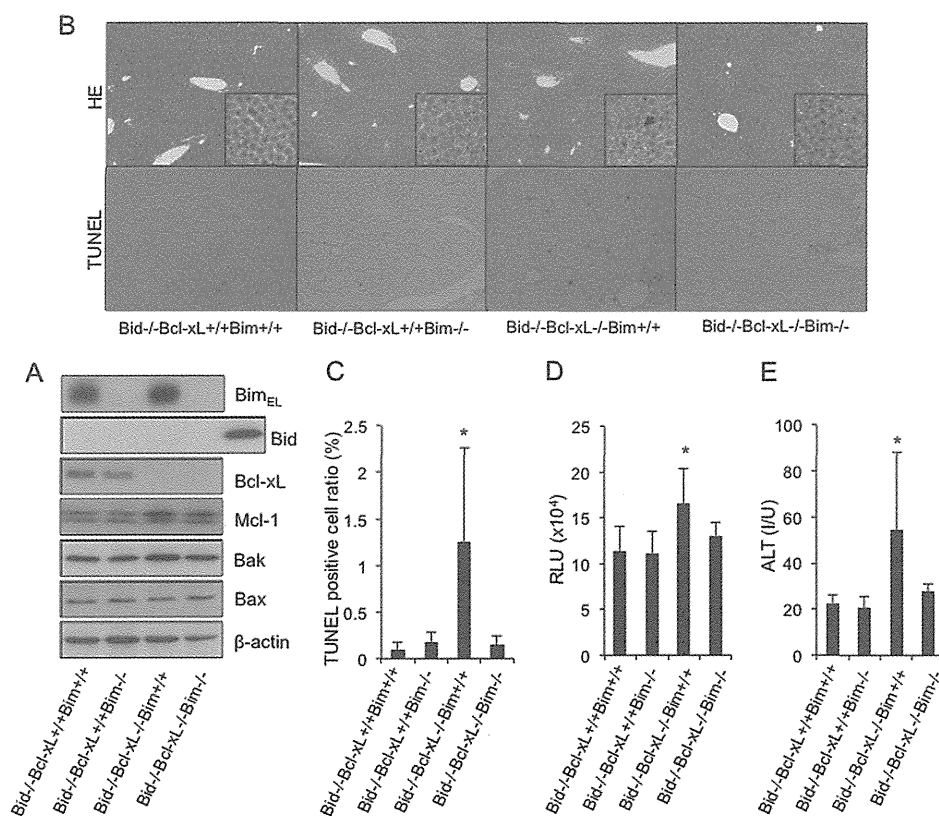 B
HE
TUNEL
Bid-/-Bcl-xL+/+Bim+/+
Bid-/-Bcl-xL+/+Bim-/-
Bid-/-Bcl-xL-/-Bim+/+
Bid-/-Bcl-xL-/-Bim-/-
A
BimEL
Bid
Bcl-xL
Mcl-1
Bak
Bax
β-actin
Bid-/-Bcl-xL+/+Bim+/+
Bid-/-Bcl-xL+/+Bim-/-
Bid-/-Bcl-xL-/-Bim+/+
Bid-/-Bcl-xL-/-Bim-/-
C
TUNEL positive cell ratio (%)
2.5
2
1.5
1
0.5
0
*
Bid-/-Bcl-xL+/+Bim+/+
Bid-/-Bcl-xL+/+Bim-/-
Bid-/-Bcl-xL-/-Bim+/+
Bid-/-Bcl-xL-/-Bim-/-
D
RLU (x10⁴)
25
20
15
10
5
0
*
Bid-/-Bcl-xL+/+Bim+/+
Bid-/-Bcl-xL+/+Bim-/-
Bid-/-Bcl-xL-/-Bim+/+
Bid-/-Bcl-xL-/-Bim-/-
E
ALT (I/U)
100
80
60
40
20
0
*
Bid-/-Bcl-xL+/+Bim+/+
Bid-/-Bcl-xL+/+Bim-/-
Bid-/-Bcl-xL-/-Bim+/+
Bid-/-Bcl-xL-/-Bim-/-